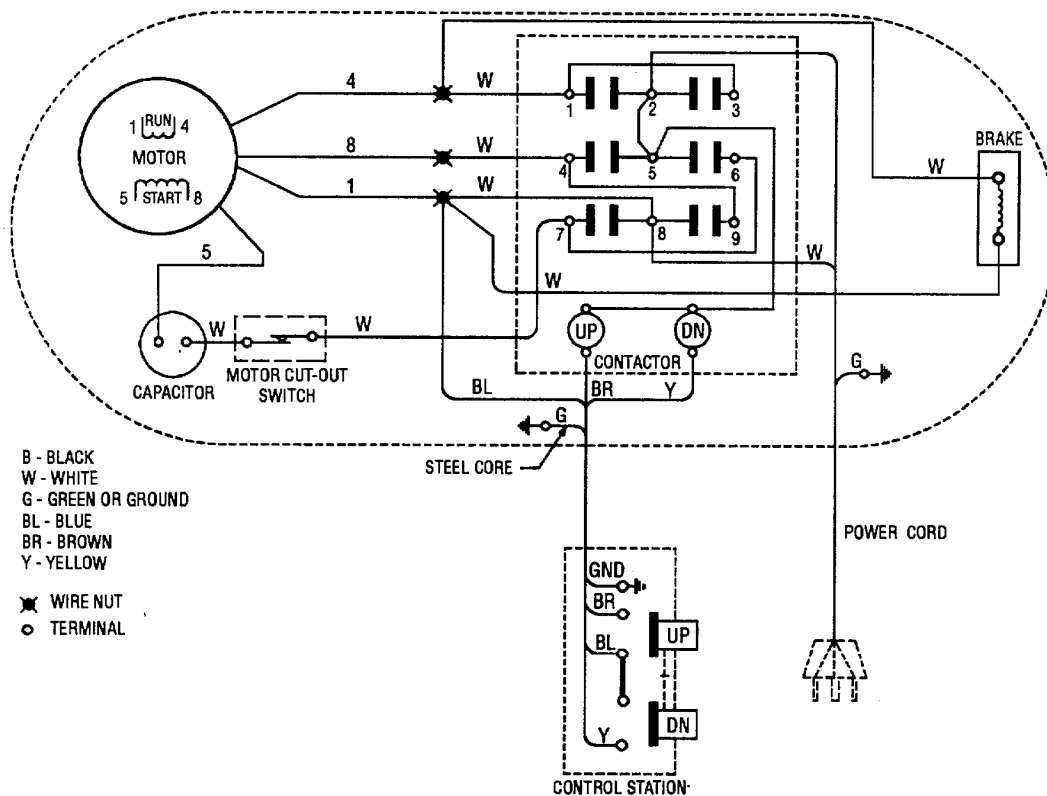 4
W
1 RUN 4
MOTOR
5 START 8
8
W
1
W
5
1
2
3
4
5
6
7
8
9
BRAKE
W
W
W
W
W
UP
DN
CONTACTOR
CAPACITOR
MOTOR CUT-OUT
SWITCH
BL
BR
Y
G
G
STEEL CORE
B - BLACK
W - WHITE
G - GREEN OR GROUND
BL - BLUE
BR - BROWN
Y - YELLOW
WIRE NUT
TERMINAL
POWER CORD
GND
BR
UP
BL
DN
Y
CONTROL STATION